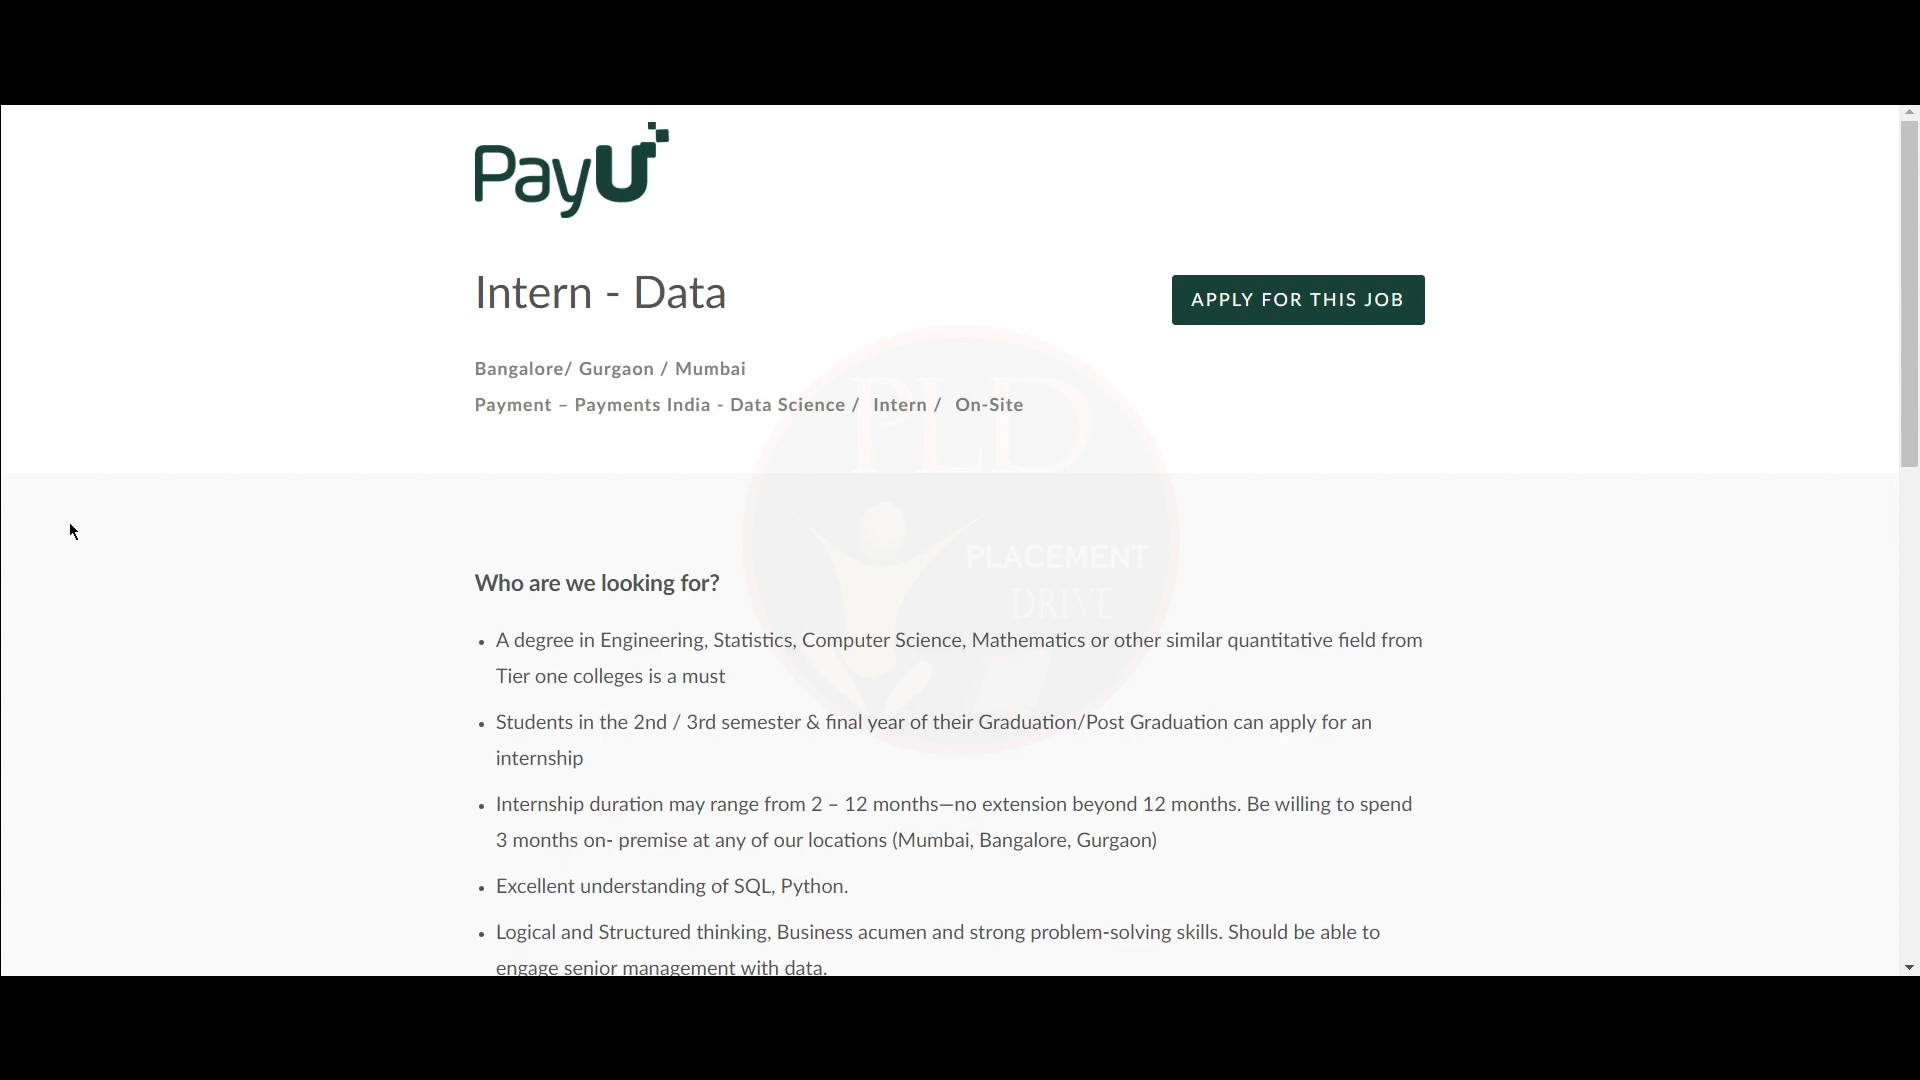 PayU
Intern - Data
APPLY FOR THIS JOB
Bangalore/ Gurgaon / Mumbai
Payment – Payments India - Data Science / Intern / On-Site
PLD
PLACEMENT
DRIVE
Who are we looking for?
• A degree in Engineering, Statistics, Computer Science, Mathematics or other similar quantitative field from
Tier one colleges is a must
• Students in the 2nd / 3rd semester & final year of their Graduation/Post Graduation can apply for an
internship
• Internship duration may range from 2 – 12 months—no extension beyond 12 months. Be willing to spend
3 months on- premise at any of our locations (Mumbai, Bangalore, Gurgaon)
• Excellent understanding of SQL, Python.
• Logical and Structured thinking, Business acumen and strong problem-solving skills. Should be able to
engage senior management with data.